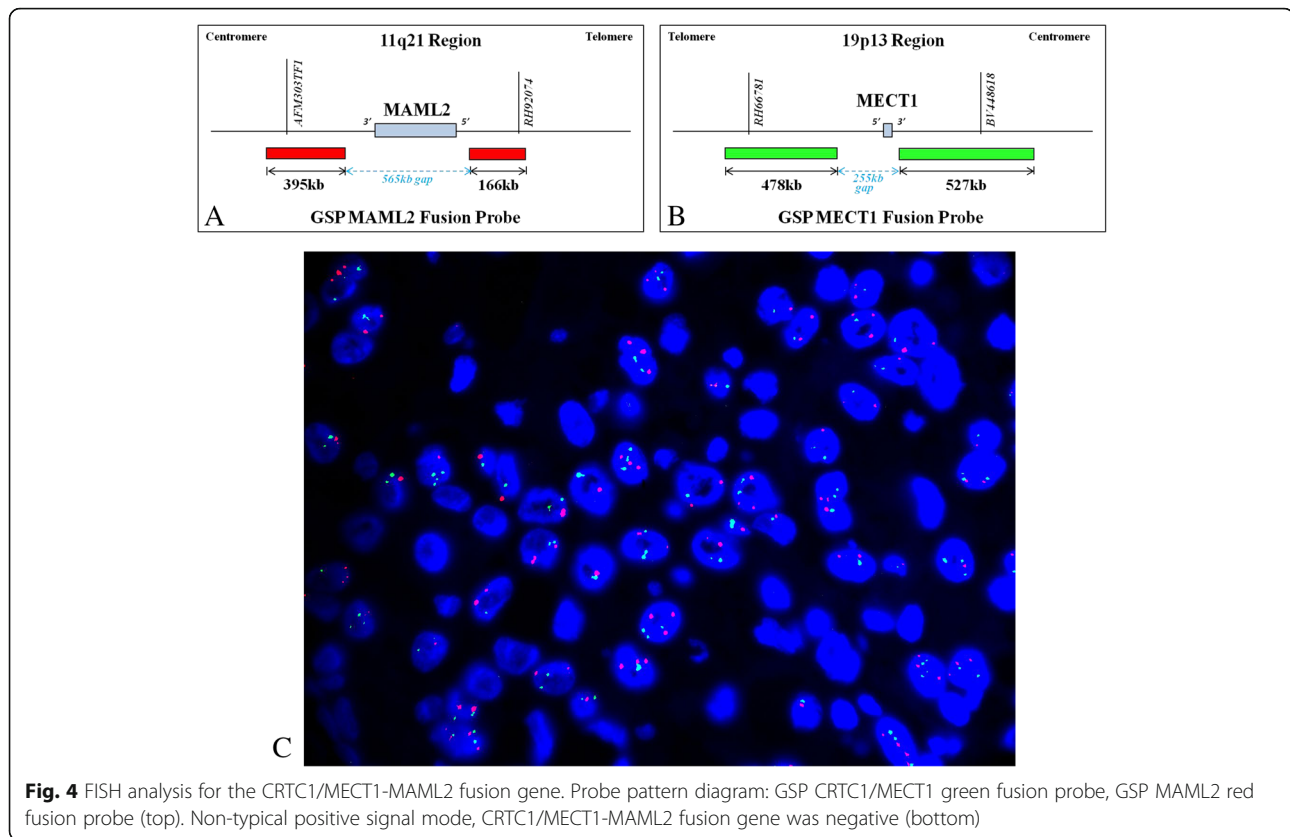 Centromere 11q21 Region Telomere
AFM303TF1
RH92074
MAML2
3’ 5’
395kb 565kb gap 166kb
A GSP MAML2 Fusion Probe
Telomere 19p13 Region Centromere
RH66781
BV448618
MECT1
5’ 3’
478kb 255kb gap 527kb
B GSP MECT1 Fusion Probe
C
Fig. 4 FISH analysis for the CRTC1/MECT1-MAML2 fusion gene. Probe pattern diagram: GSP CRTC1/MECT1 green fusion probe, GSP MAML2 red
fusion probe (top). Non-typical positive signal mode, CRTC1/MECT1-MAML2 fusion gene was negative (bottom)